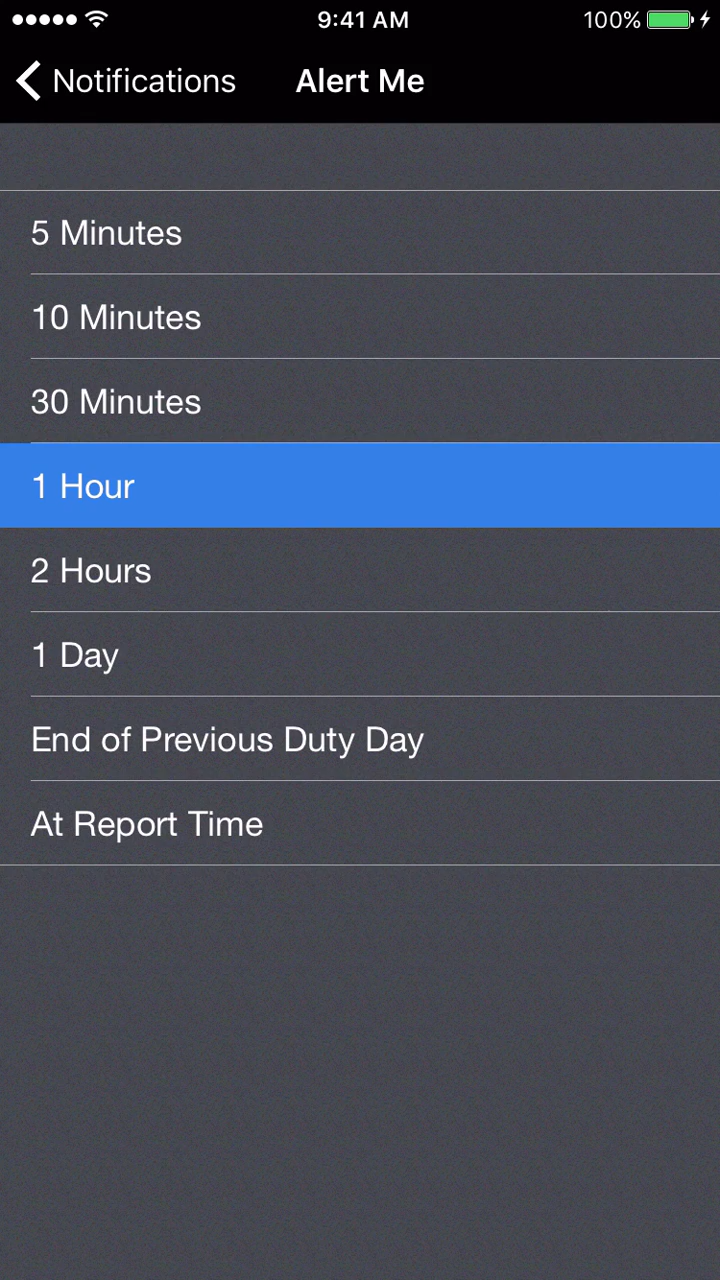 9:41 AM
100%
Notifications
Alert Me
5 Minutes
10 Minutes
30 Minutes
1 Hour
2 Hours
1 Day
End of Previous Duty Day
At Report Time